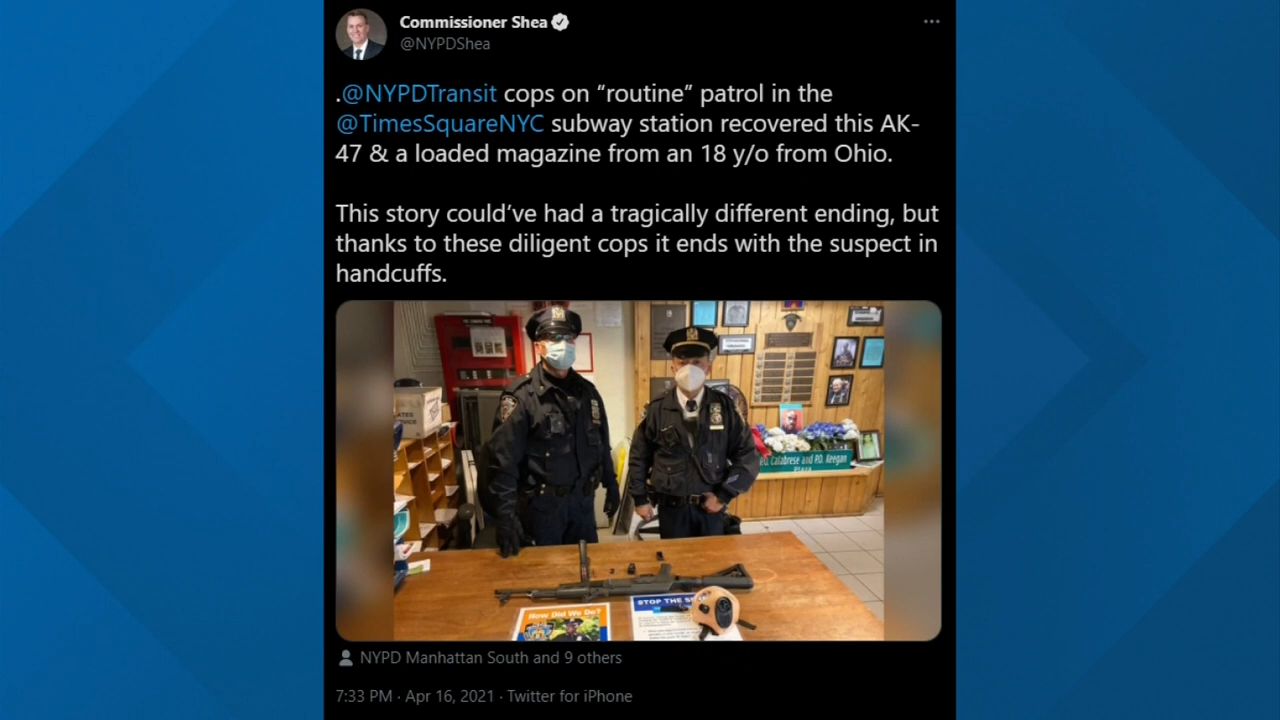 Commissioner Shea
@NYPDShea
.@NYPDTransit cops on “routine” patrol in the
@TimesSquareNYC subway station recovered this AK-
47 & a loaded magazine from an 18 y/o from Ohio.
This story could’ve had a tragically different ending, but
thanks to these diligent cops it ends with the suspect in
handcuffs.
Calabrese and P.O. Keegan
Plaza
How Did We Do?
STOP THE
NYPD Manhattan South and 9 others
7:33 PM · Apr 16, 2021 · Twitter for iPhone